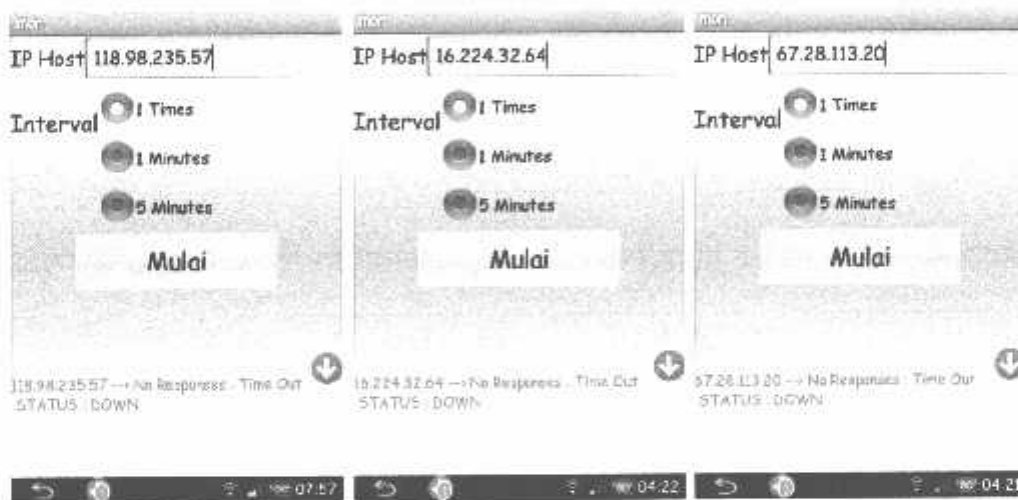 mon
IP Host 118.98.235.57
Interval
1 Times
1 Minutes
5 Minutes
Mulai
118.98.235.57 --> No Responses : Time Out
STATUS : DOWN
07:57
mon
IP Host 16.224.32.64
Interval
1 Times
1 Minutes
5 Minutes
Mulai
16.224.32.64 --> No Responses : Time Out
STATUS : DOWN
04:22
mon
IP Host 67.28.113.20
Interval
1 Times
1 Minutes
5 Minutes
Mulai
67.28.113.20 --> No Responses : Time Out
STATUS : DOWN